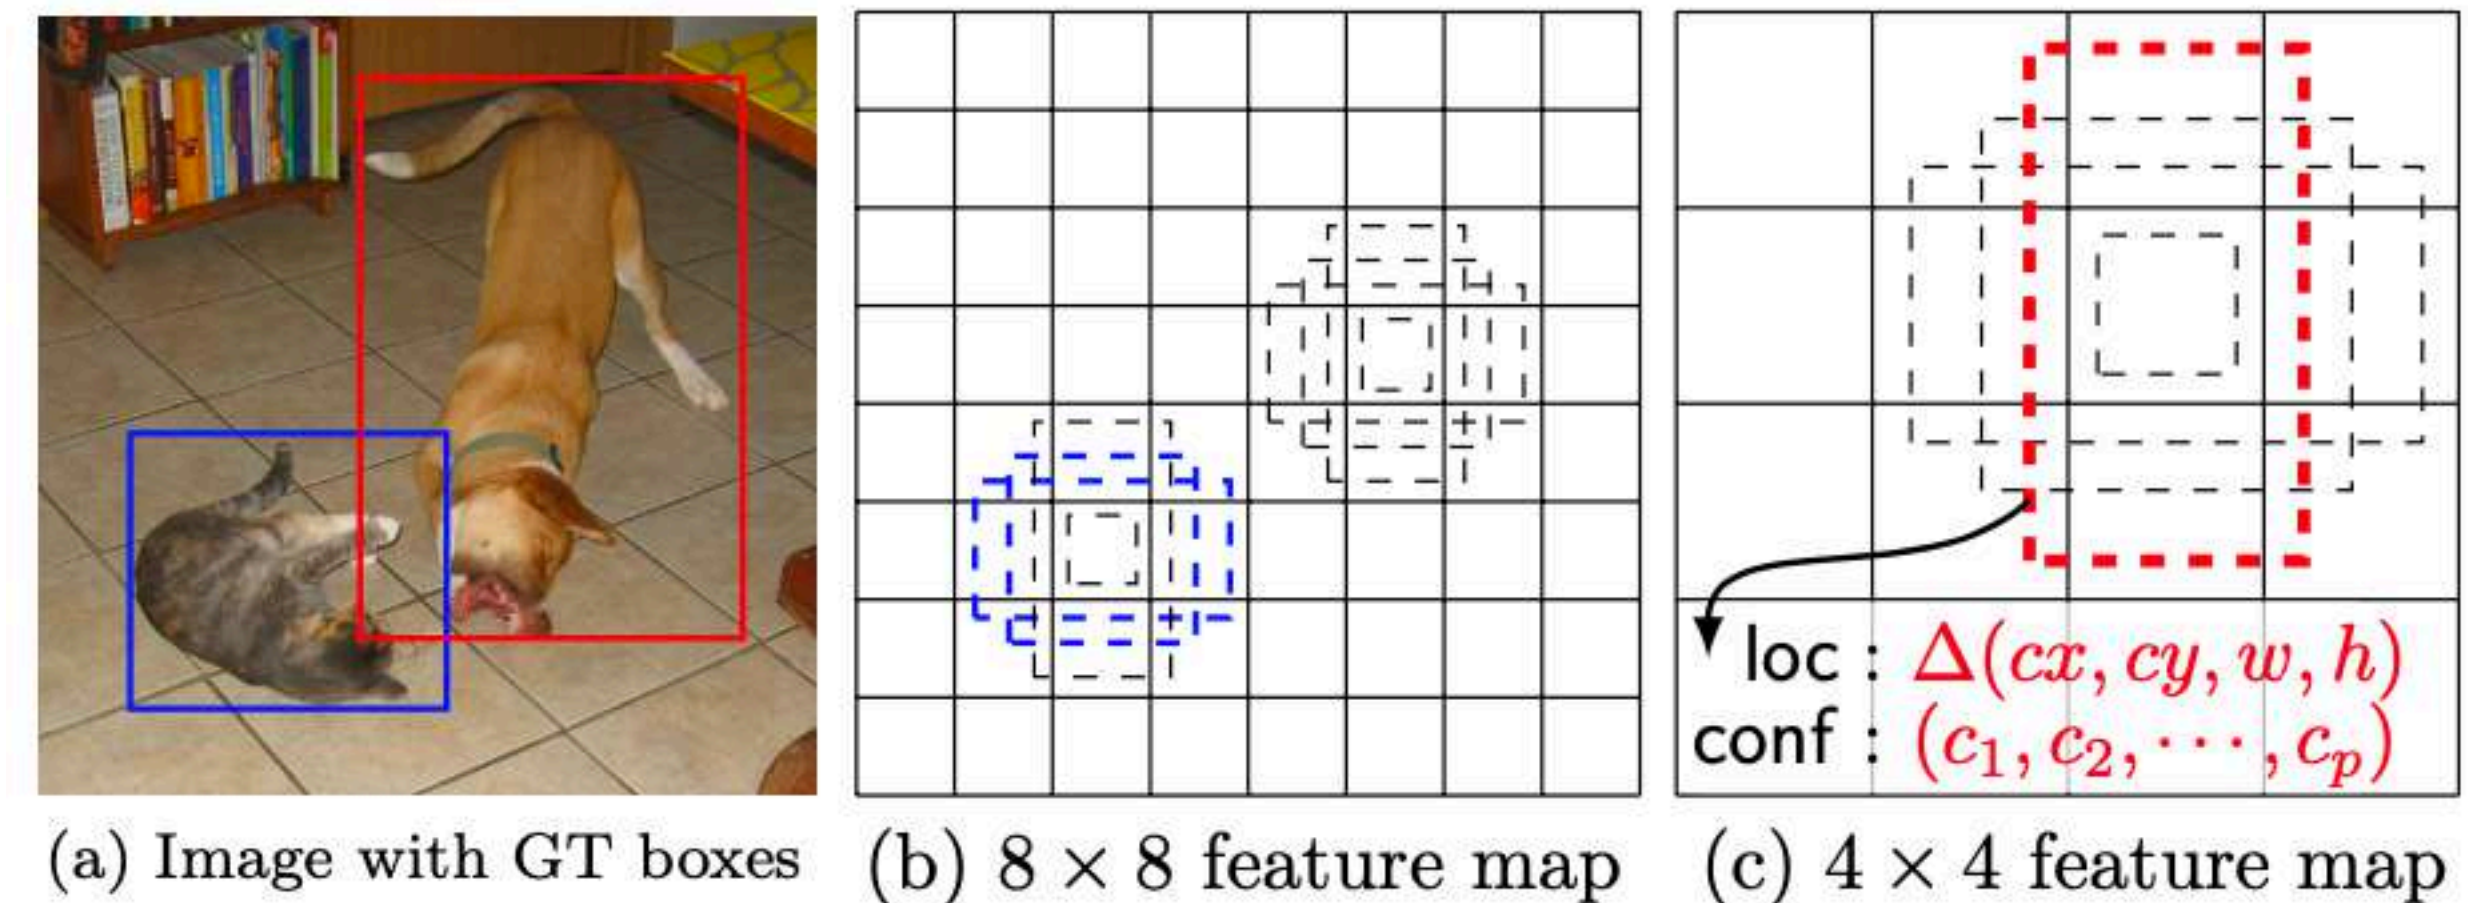 loc : Δ(cx, cy, w, h)
conf : (c₁, c₂, ⋯, cₚ)
(a) Image with GT boxes
(b) 8 × 8 feature map
(c) 4 × 4 feature map